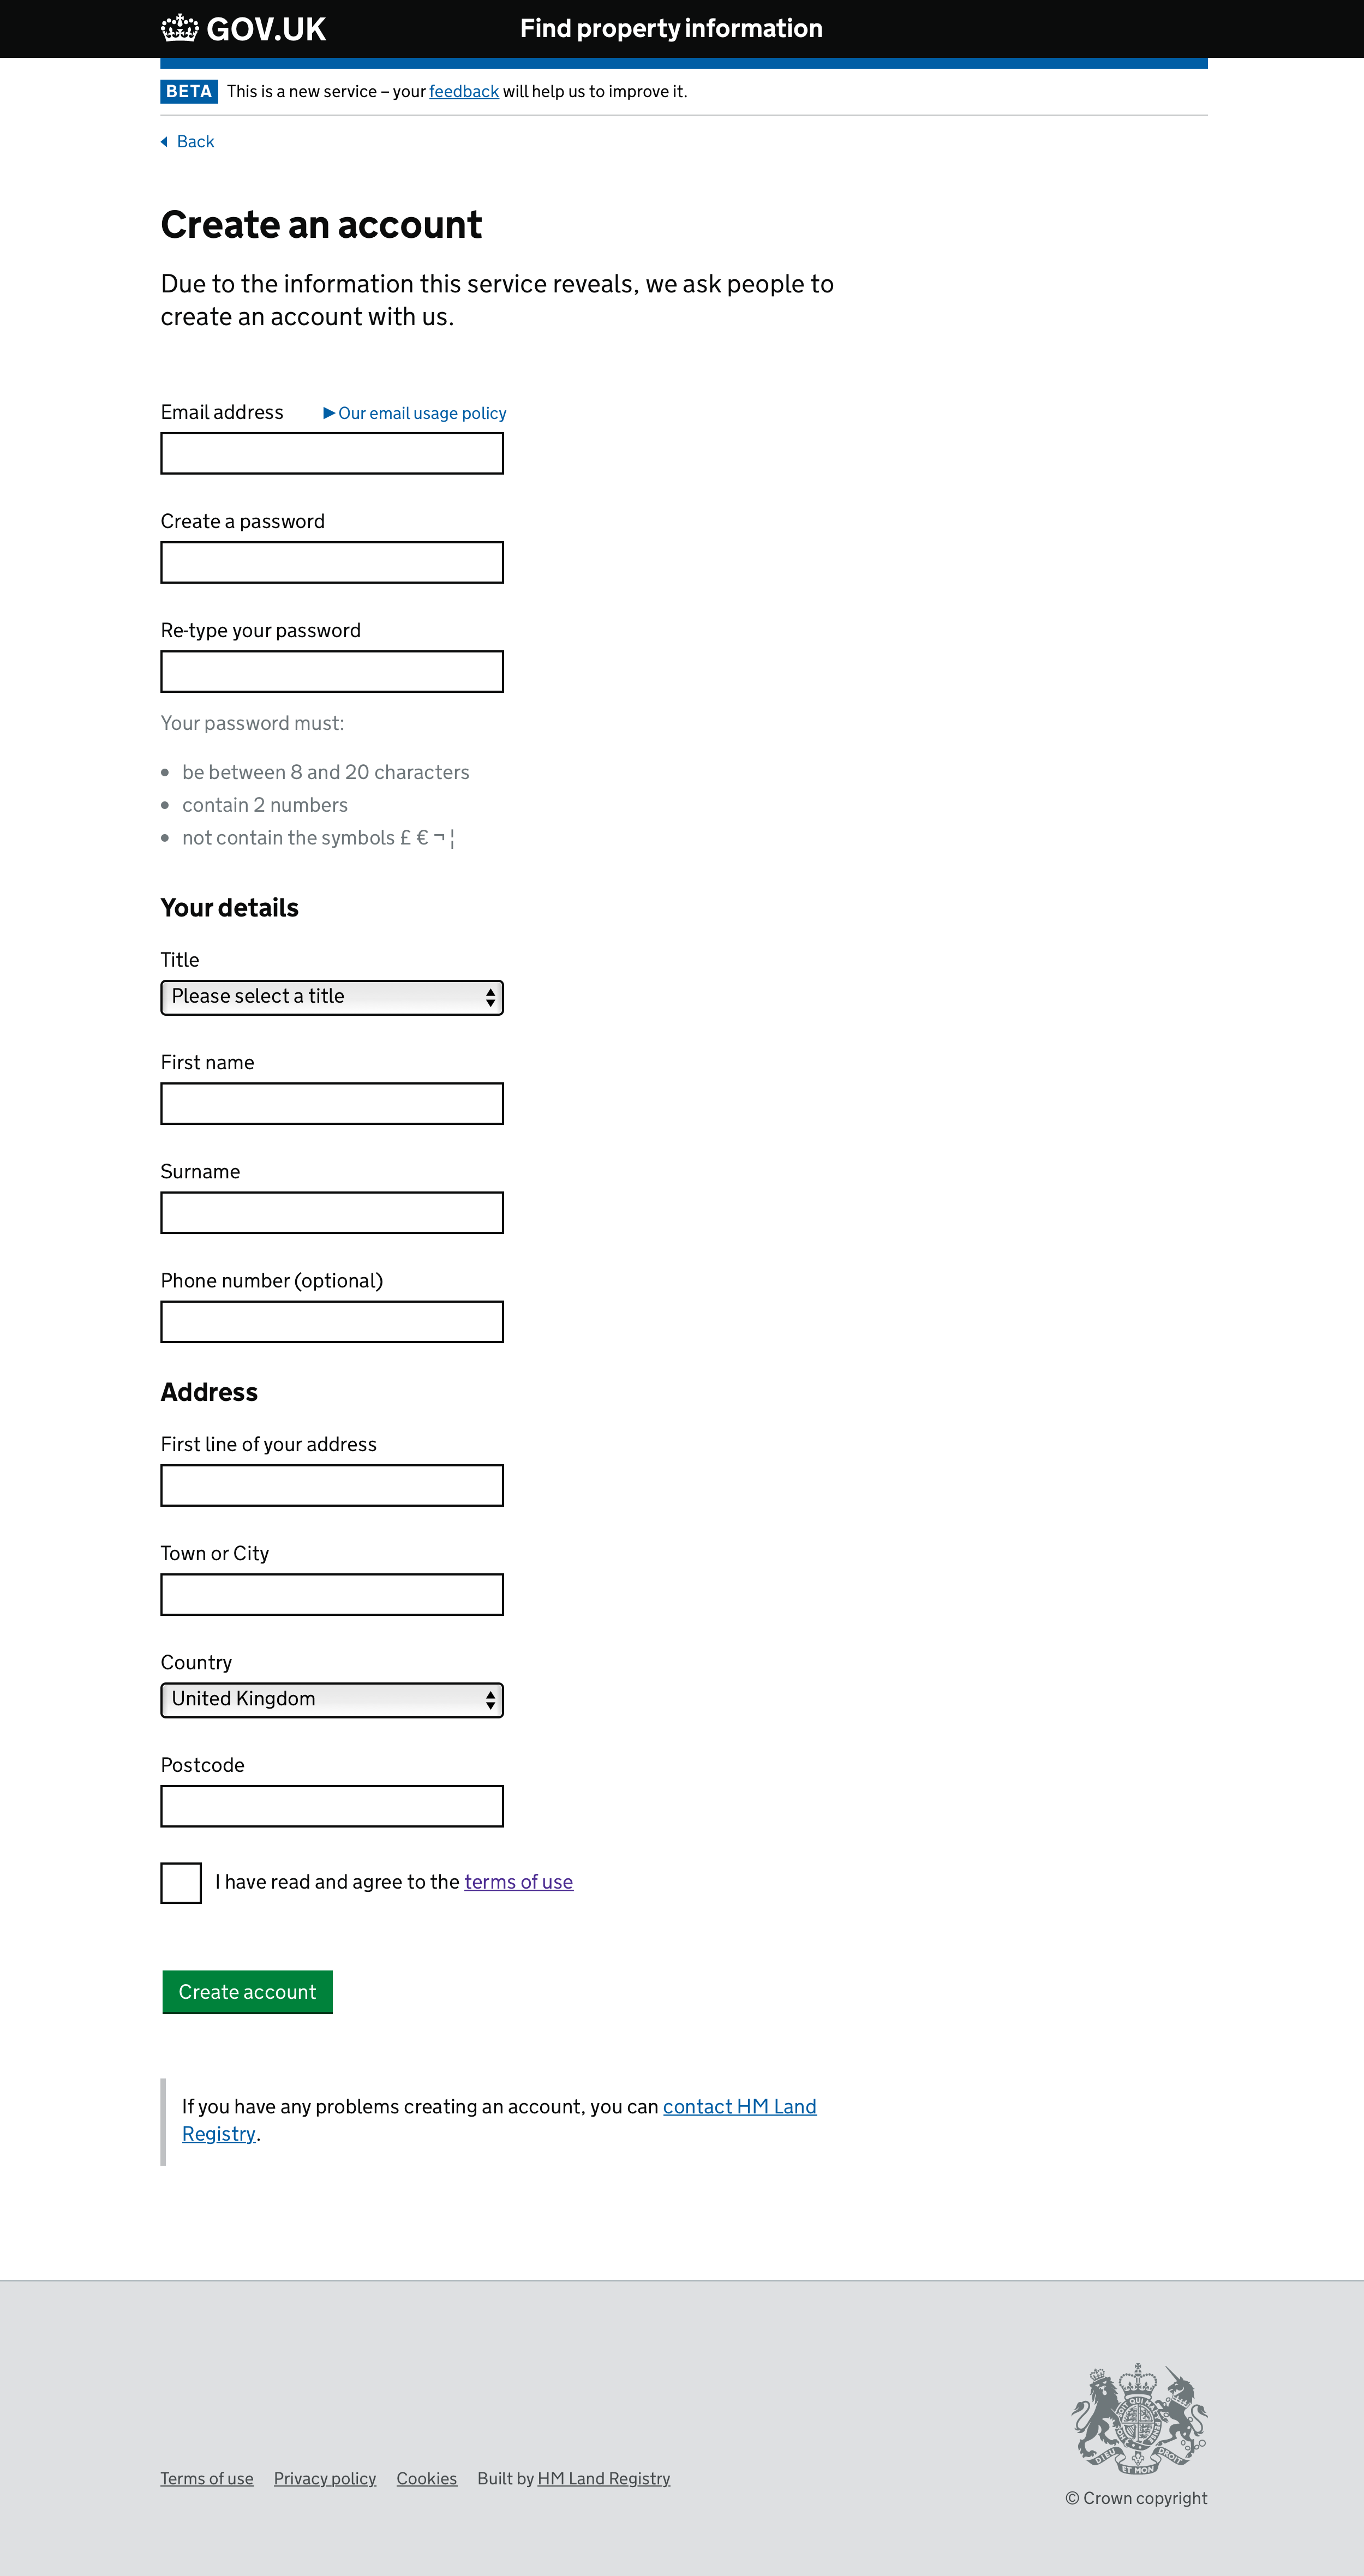 GOV.UK Find property information
BETA This is a new service – your feedback will help us to improve it.
Back
Create an account
Due to the information this service reveals, we ask people to
create an account with us.
Email address Our email usage policy
Create a password
Re-type your password
Your password must:
be between 8 and 20 characters
contain 2 numbers
not contain the symbols £ € ¬ ¦
Your details
Title
Please select a title
First name
Surname
Phone number (optional)
Address
First line of your address
Town or City
Country
United Kingdom
Postcode
I have read and agree to the terms of use
Create account
If you have any problems creating an account, you can contact HM Land
Registry.
DIEU ET MON DROIT
Terms of use Privacy policy Cookies Built by HM Land Registry
© Crown copyright